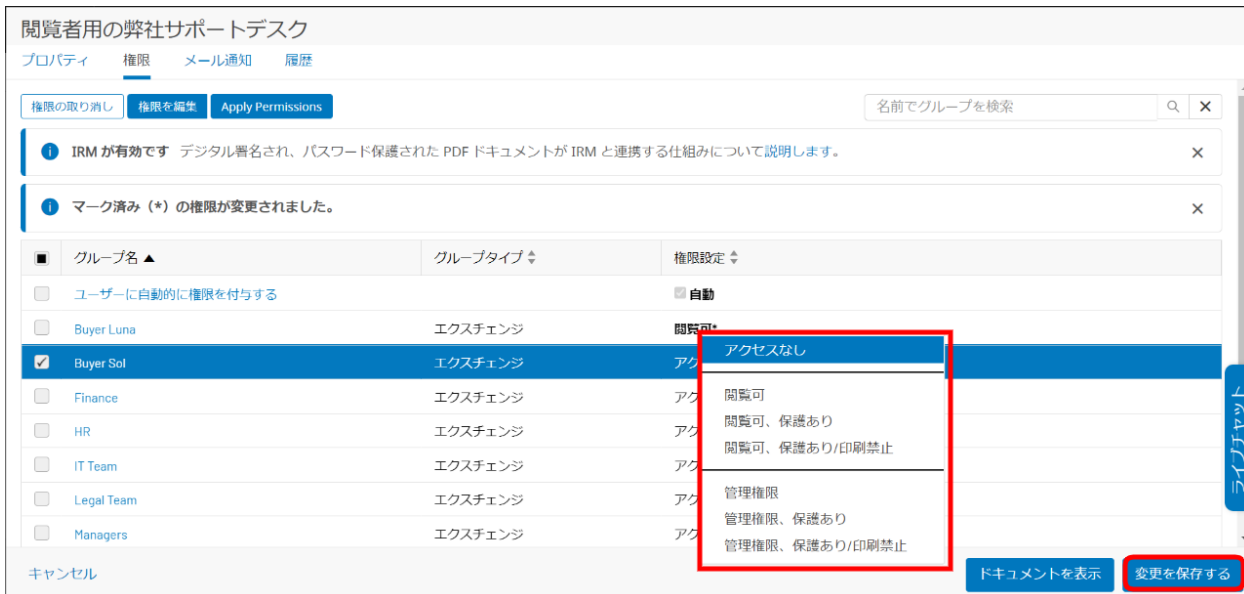 閲覧者用の弊社サポートデスク
プロパティ 権限 メール通知 履歴
権限の取り消し 権限を編集 Apply Permissions 名前でグループを検索
IRM が有効です デジタル署名され、パスワード保護された PDF ドキュメントが IRM と連携する仕組みについて説明します。
マーク済み（*）の権限が変更されました。
グループ名 グループタイプ 権限設定
ユーザーに自動的に権限を付与する 自動
Buyer Luna エクスチェンジ 閲覧可*
Buyer Sol エクスチェンジ アク
Finance エクスチェンジ アク
HR エクスチェンジ アク
IT Team エクスチェンジ アク
Legal Team エクスチェンジ アク
Managers エクスチェンジ アク
アクセスなし
閲覧可
閲覧可、保護あり
閲覧可、保護あり/印刷禁止
管理権限
管理権限、保護あり
管理権限、保護あり/印刷禁止
ライブチャット
キャンセル ドキュメントを表示 変更を保存する